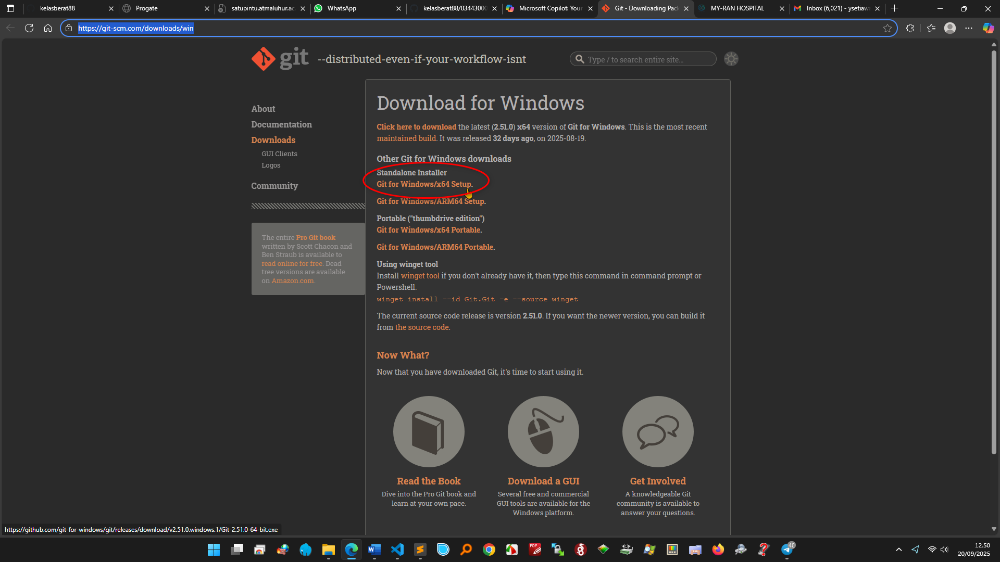 kelasberat88
Progate
satupintu.atmaluhur.ac.
WhatsApp
kelasberat88/03443000
Microsoft Copilot: Your
Git - Downloading Pack
MY-RAN HOSPITAL
Inbox (6,021) - ysetiawa
https://git-scm.com/downloads/win
git --distributed-even-if-your-workflow-isnt
Type / to search entire site...
About
Documentation
Downloads
GUI Clients
Logos
Community
The entire Pro Git book
written by Scott Chacon and
Ben Straub is available to
read online for free. Dead
tree versions are available
on Amazon.com.
Download for Windows
Click here to download the latest (2.51.0) x64 version of Git for Windows. This is the most recent
maintained build. It was released 32 days ago, on 2025-08-19.
Other Git for Windows downloads
Standalone Installer
Git for Windows/x64 Setup.
Git for Windows/ARM64 Setup.
Portable ("thumbdrive edition")
Git for Windows/x64 Portable.
Git for Windows/ARM64 Portable.
Using winget tool
Install winget tool if you don't already have it, then type this command in command prompt or
Powershell.
winget install --id Git.Git -e --source winget
The current source code release is version 2.51.0. If you want the newer version, you can build it
from the source code.
Now What?
Now that you have downloaded Git, it's time to start using it.
Read the Book
Dive into the Pro Git book and
learn at your own pace.
Download a GUI
Several free and commercial
GUI tools are available for the
Windows platform.
Get Involved
A knowledgeable Git
community is available to
answer your questions.
https://github.com/git-for-windows/git/releases/download/v2.51.0.windows.1/Git-2.51.0-64-bit.exe
PDF
40
12.50
20/09/2025